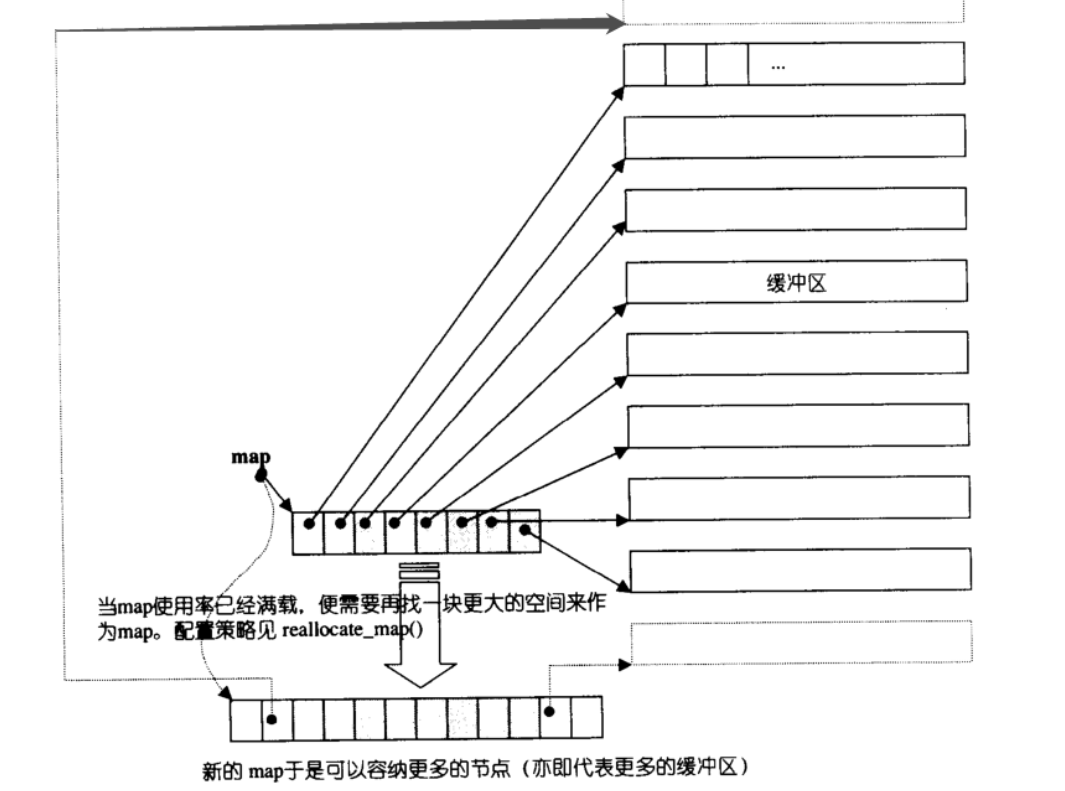 ...
缓冲区
map
当map使用率已经满载，便需要再找一块更大的空间来作
为map。配置策略见 reallocate_map()
新的 map于是可以容纳更多的节点（亦即代表更多的缓冲区）